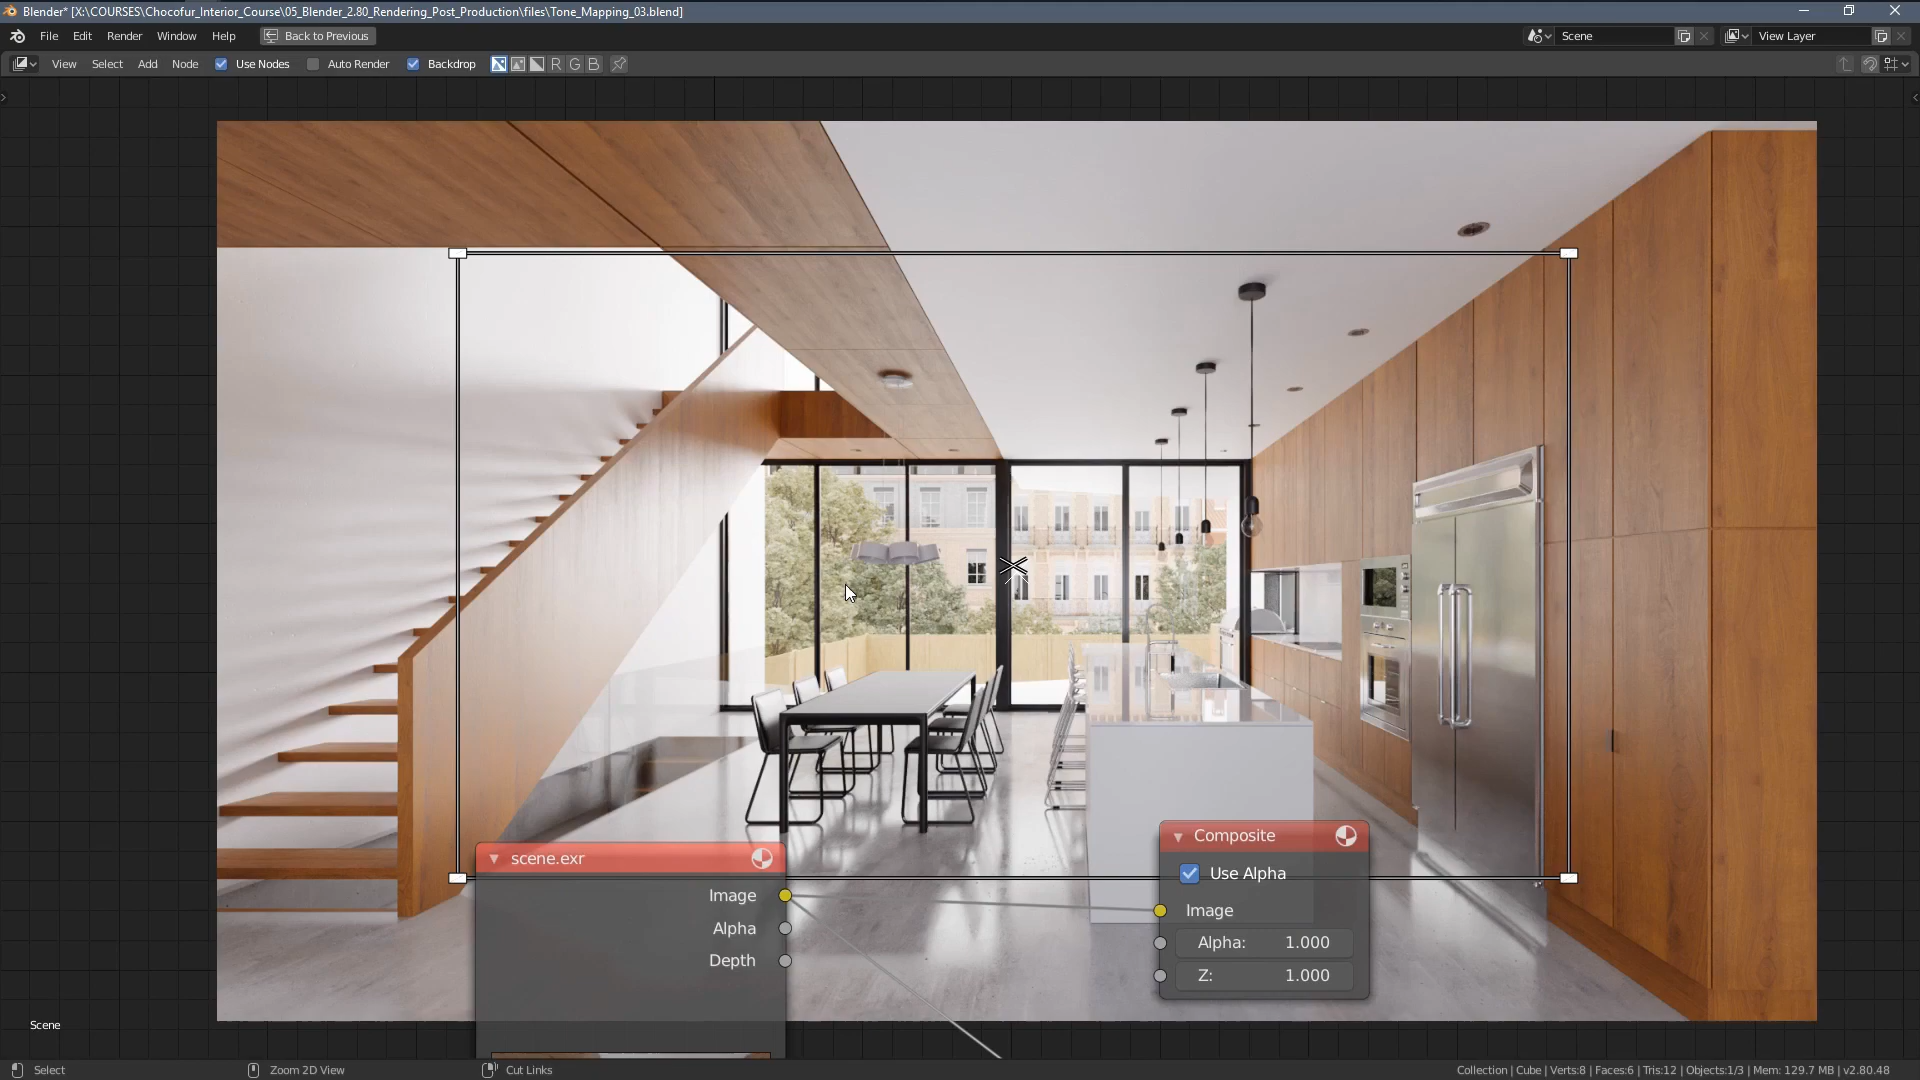 Blender* [X:\COURSES\Chocofur_Interior_Course\05_Blender_2.80_Rendering_Post_Production\files\Tone_Mapping_03.blend]
File Edit Render Window Help Back to Previous Scene View Layer
View Select Add Node Use Nodes Auto Render Backdrop R G B
Composite
Use Alpha
scene.exr
Image
Image
Alpha
Alpha: 1.000
Depth
Z: 1.000
Scene
Select Zoom 2D View Cut Links Collection | Cube | Verts:8 | Faces:6 | Tris:12 | Objects:1/3 | Mem: 129.7 MB | v2.80.48